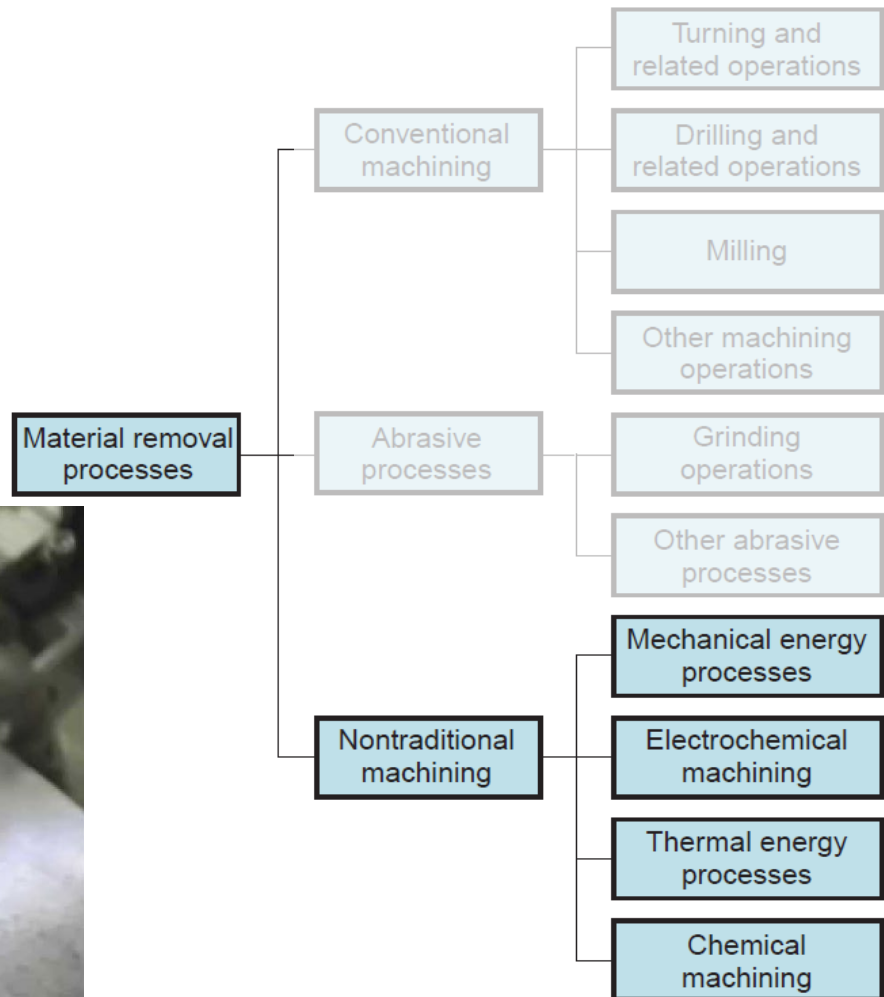 Turning and
related operations
Conventional
machining
Drilling and
related operations
Milling
Other machining
operations
Material removal
processes
Abrasive
processes
Grinding
operations
Other abrasive
processes
Mechanical energy
processes
Nontraditional
machining
Electrochemical
machining
Thermal energy
processes
Chemical
machining